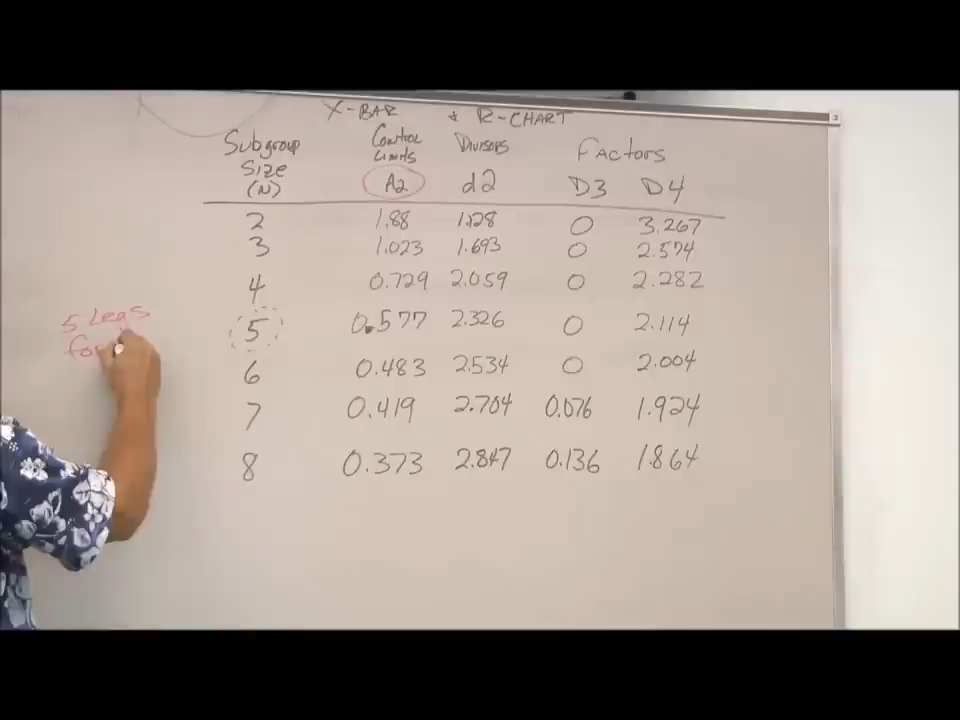 X-BAR & R-CHART
Subgroup Size (N) Control Limits A2 Divisors d2 Factors D3 D4
2 1.88 1.128 0 3.267
3 1.023 1.693 0 2.574
4 0.729 2.059 0 2.282
5 0.577 2.326 0 2.114
6 0.483 2.534 0 2.004
7 0.419 2.704 0.076 1.924
8 0.373 2.847 0.136 1.864
5 Legs
for